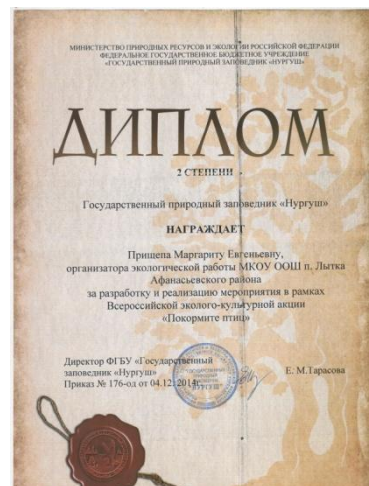 МИНИСТЕРСТВО ПРИРОДНЫХ РЕСУРСОВ И ЭКОЛОГИИ РОССИЙСКОЙ ФЕДЕРАЦИИ
ФЕДЕРАЛЬНОЕ ГОСУДАРСТВЕННОЕ БЮДЖЕТНОЕ УЧРЕЖДЕНИЕ
«ГОСУДАРСТВЕННЫЙ ПРИРОДНЫЙ ЗАПОВЕДНИК «НУРГУШ»
ДИПЛОМ
2 СТЕПЕНИ
Государственный природный заповедник «Нургуш»
НАГРАЖДАЕТ
Прищепа Маргариту Евгеньевну,
организатора экологической работы МКОУ ООШ п. Лытка
Афанасьевского района
за разработку и реализацию мероприятия в рамках
Всероссийской эколого-культурной акции
«Покормите птиц»
Директор ФГБУ «Государственный
заповедник «Нургуш»
Е. М.Тарасова
Приказ № 176-од от 04.12. 2014г.
НУРГУШ